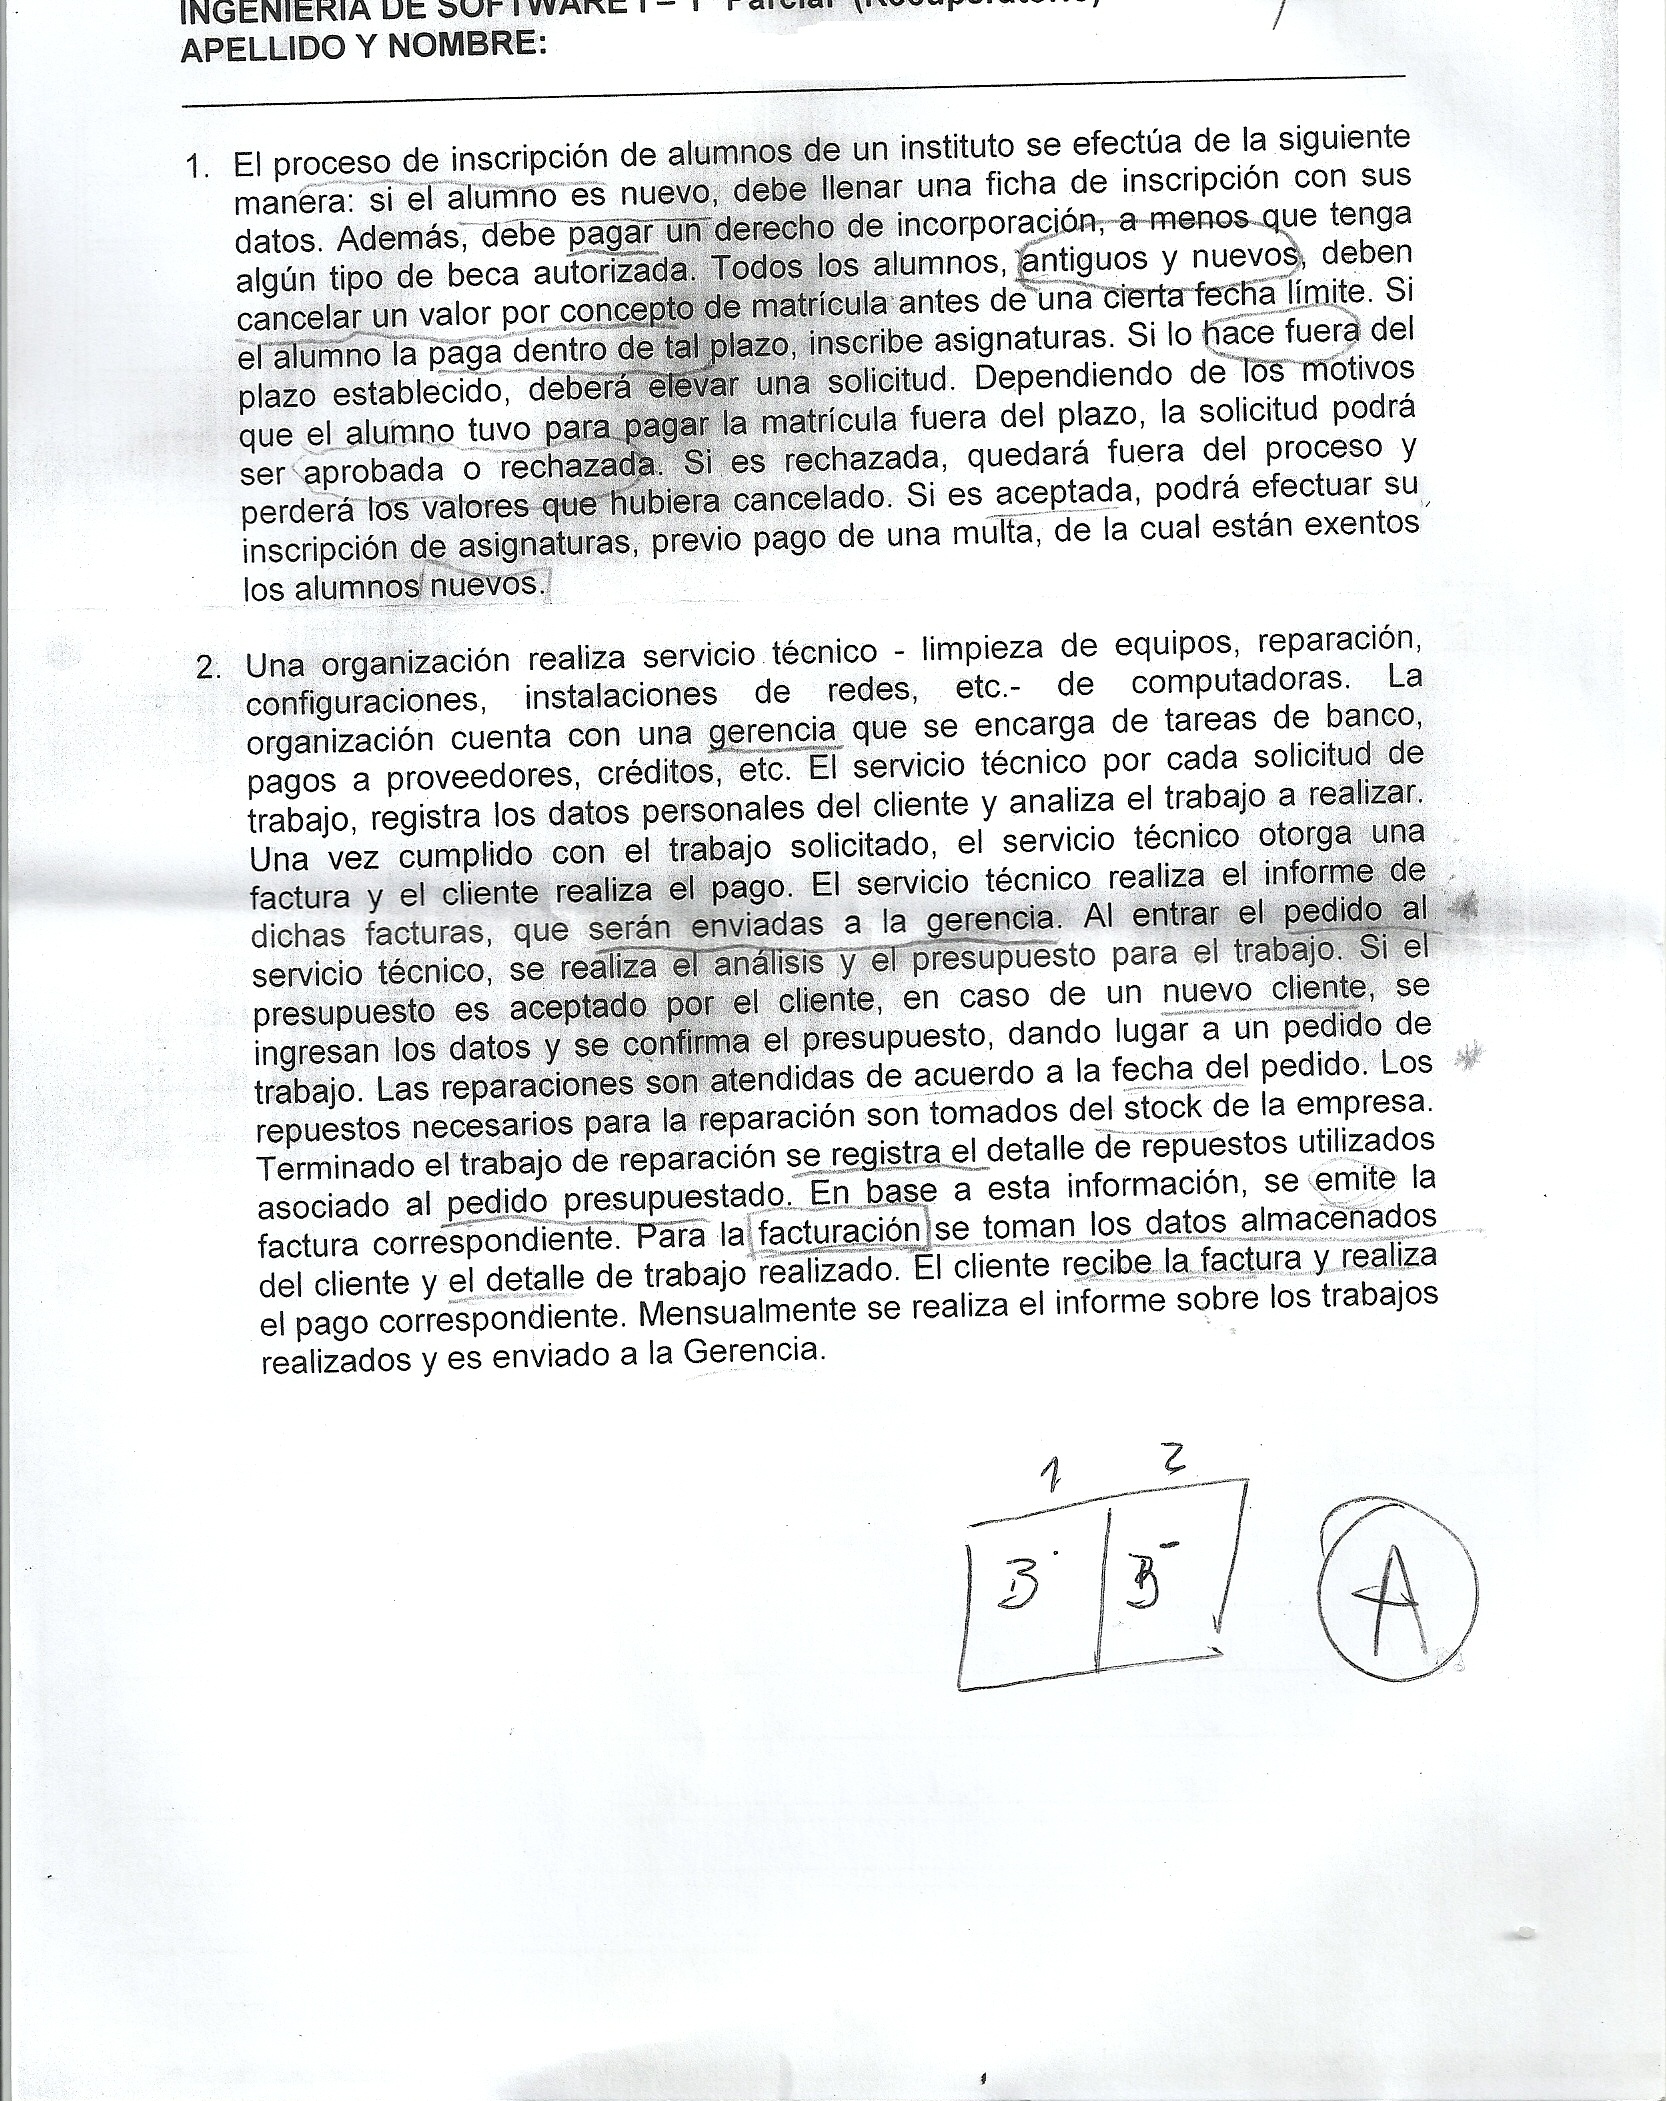 INGENIERÍA DE SOFTWARE I – 1° Parcial (Recuperatorio)
APELLIDO Y NOMBRE:
1. El proceso de inscripción de alumnos de un instituto se efectúa de la siguiente
manera: si el alumno es nuevo, debe llenar una ficha de inscripción con sus
datos. Además, debe pagar un derecho de incorporación, a menos que tenga
algún tipo de beca autorizada. Todos los alumnos, antiguos y nuevos, deben
cancelar un valor por concepto de matrícula antes de una cierta fecha límite. Si
el alumno la paga dentro de tal plazo, inscribe asignaturas. Si lo hace fuera del
plazo establecido, deberá elevar una solicitud. Dependiendo de los motivos
que el alumno tuvo para pagar la matrícula fuera del plazo, la solicitud podrá
ser aprobada o rechazada. Si es rechazada, quedará fuera del proceso y
perderá los valores que hubiera cancelado. Si es aceptada, podrá efectuar su
inscripción de asignaturas, previo pago de una multa, de la cual están exentos
los alumnos nuevos.
2. Una organización realiza servicio técnico - limpieza de equipos, reparación,
configuraciones, instalaciones de redes, etc.- de computadoras. La
organización cuenta con una gerencia que se encarga de tareas de banco,
pagos a proveedores, créditos, etc. El servicio técnico por cada solicitud de
trabajo, registra los datos personales del cliente y analiza el trabajo a realizar.
Una vez cumplido con el trabajo solicitado, el servicio técnico otorga una
factura y el cliente realiza el pago. El servicio técnico realiza el informe de
dichas facturas, que serán enviadas a la gerencia. Al entrar el pedido al
servicio técnico, se realiza el análisis y el presupuesto para el trabajo. Si el
presupuesto es aceptado por el cliente, en caso de un nuevo cliente, se
ingresan los datos y se confirma el presupuesto, dando lugar a un pedido de
trabajo. Las reparaciones son atendidas de acuerdo a la fecha del pedido. Los
repuestos necesarios para la reparación son tomados del stock de la empresa.
Terminado el trabajo de reparación se registra el detalle de repuestos utilizados
asociado al pedido presupuestado. En base a esta información, se emite la
factura correspondiente. Para la facturación se toman los datos almacenados
del cliente y el detalle de trabajo realizado. El cliente recibe la factura y realiza
el pago correspondiente. Mensualmente se realiza el informe sobre los trabajos
realizados y es enviado a la Gerencia.
1 2
B B-
A